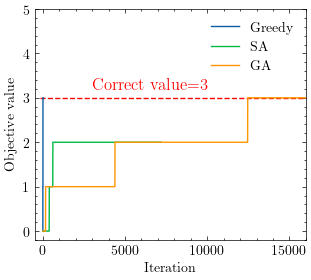 5
4
3
2
1
0
Objective value
Greedy
SA
GA
Correct value=3
0
5000
10000
15000
Iteration